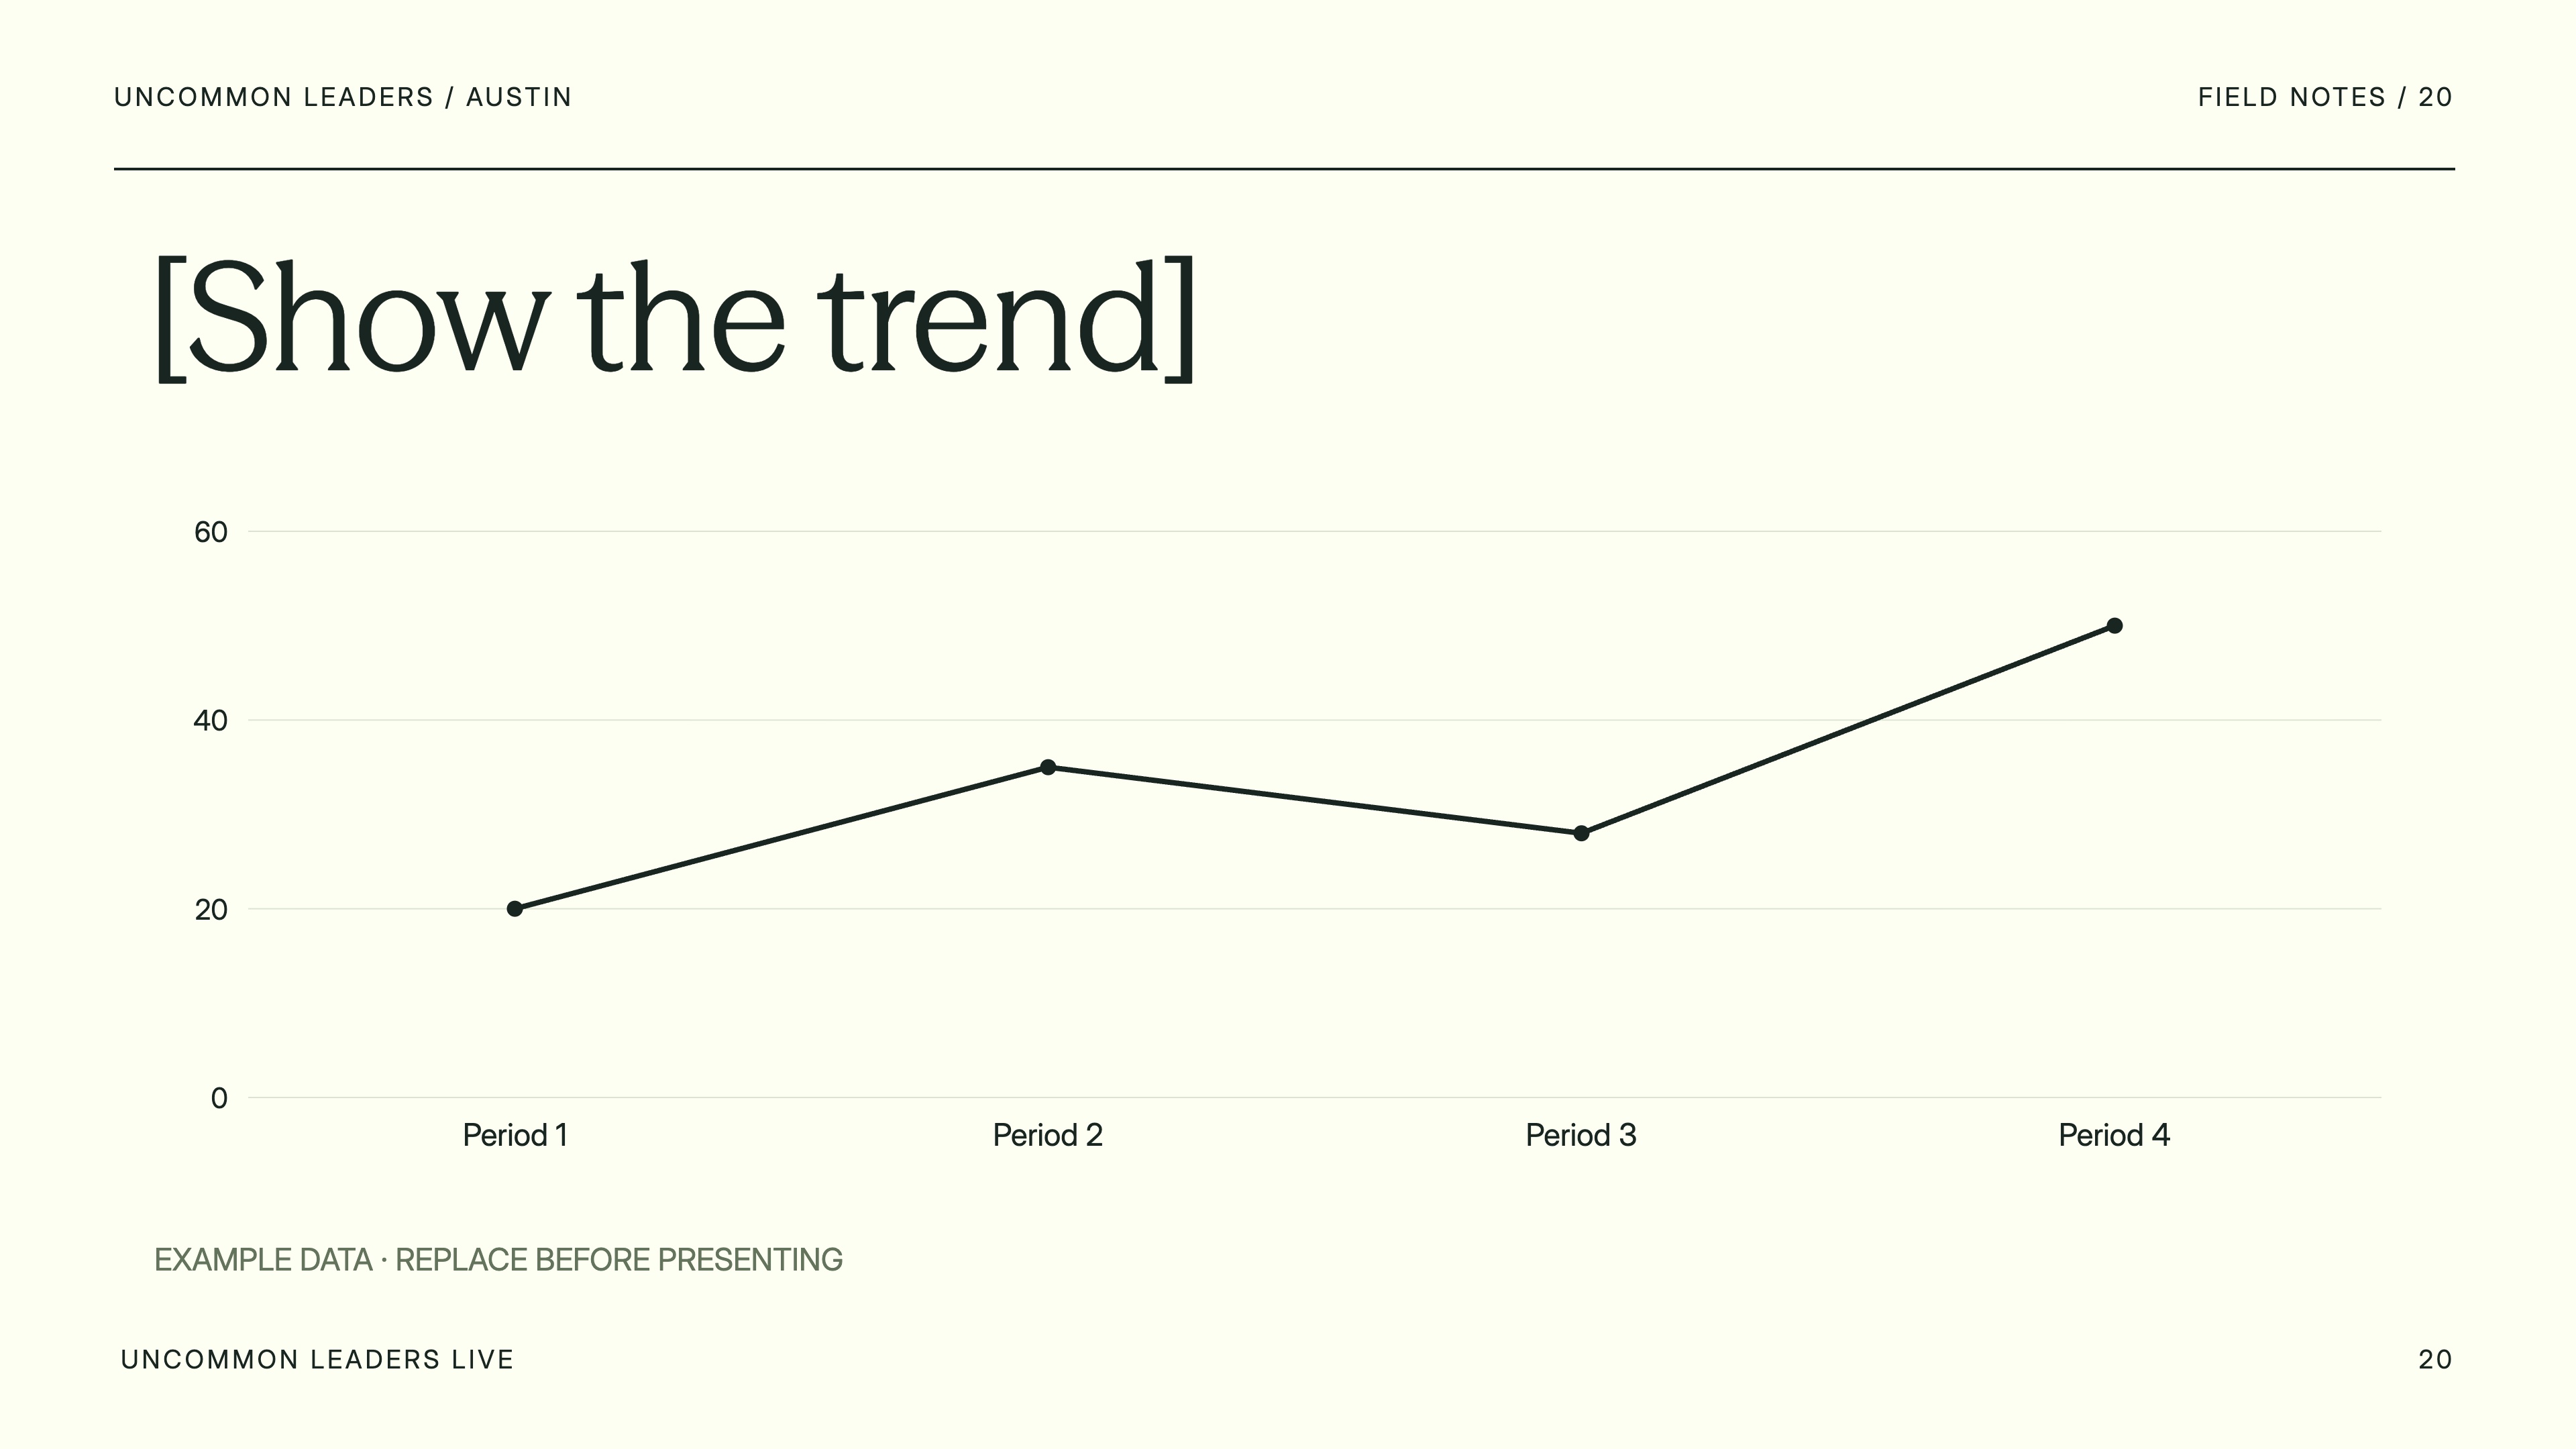 UNCOMMON LEADERS / AUSTIN
FIELD NOTES / 20
[Show the trend]
60
40
20
0
Period 1
Period 2
Period 3
Period 4
EXAMPLE DATA · REPLACE BEFORE PRESENTING
UNCOMMON LEADERS LIVE
20